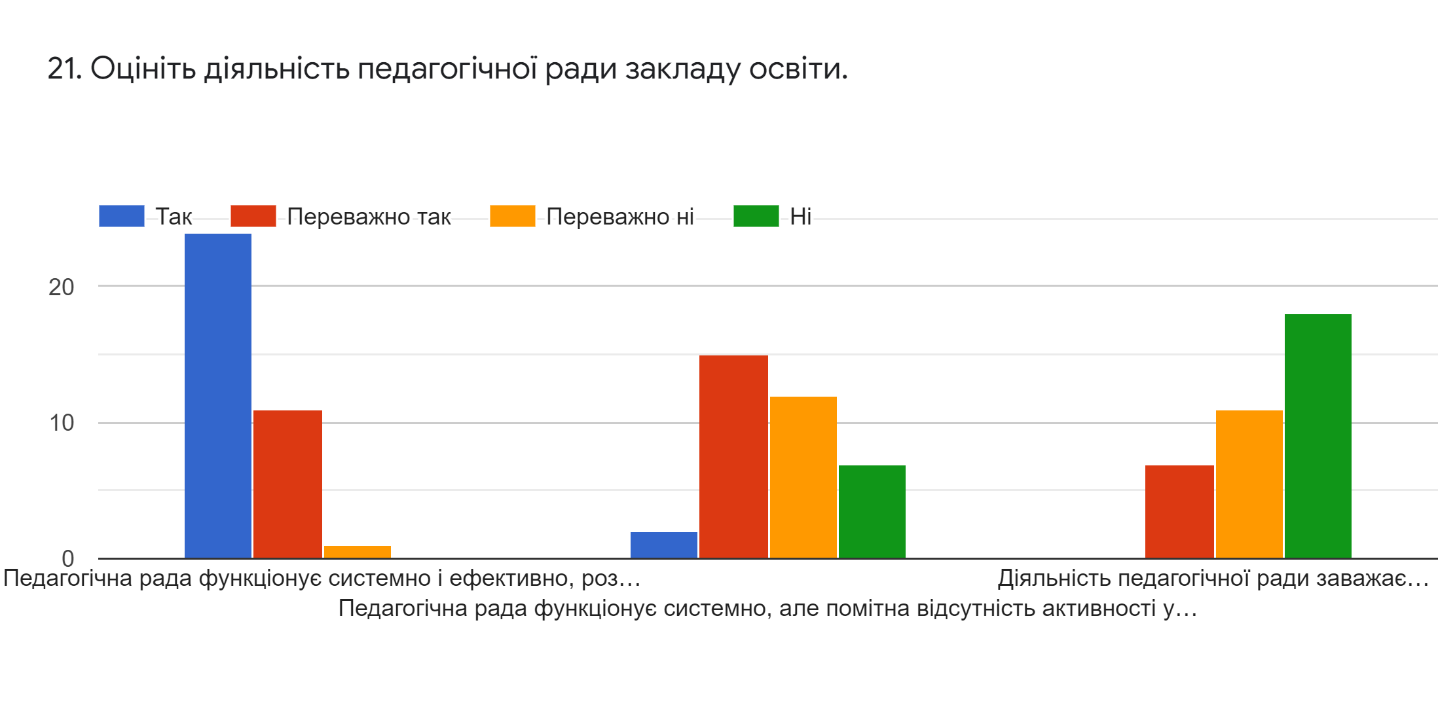 21. Оцініть діяльність педагогічної ради закладу освіти.
Так Переважно так Переважно ні Ні
20
10
0
Педагогічна рада функціонує системно і ефективно, роз…
Діяльність педагогічної ради заважає…
Педагогічна рада функціонує системно, але помітна відсутність активності у…